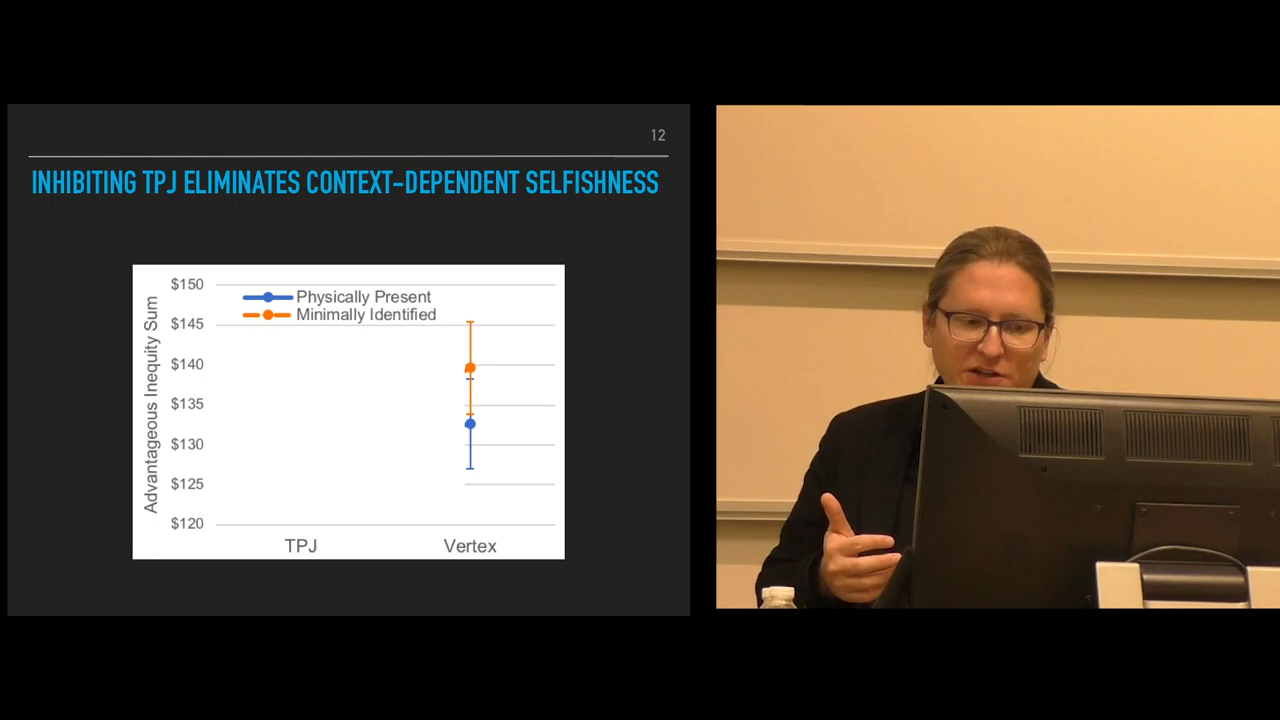 12
INHIBITING TPJ ELIMINATES CONTEXT-DEPENDENT SELFISHNESS
$150
$145
$140
$135
$130
$125
$120
Advantageous Inequity Sum
Physically Present
Minimally Identified
TPJ
Vertex